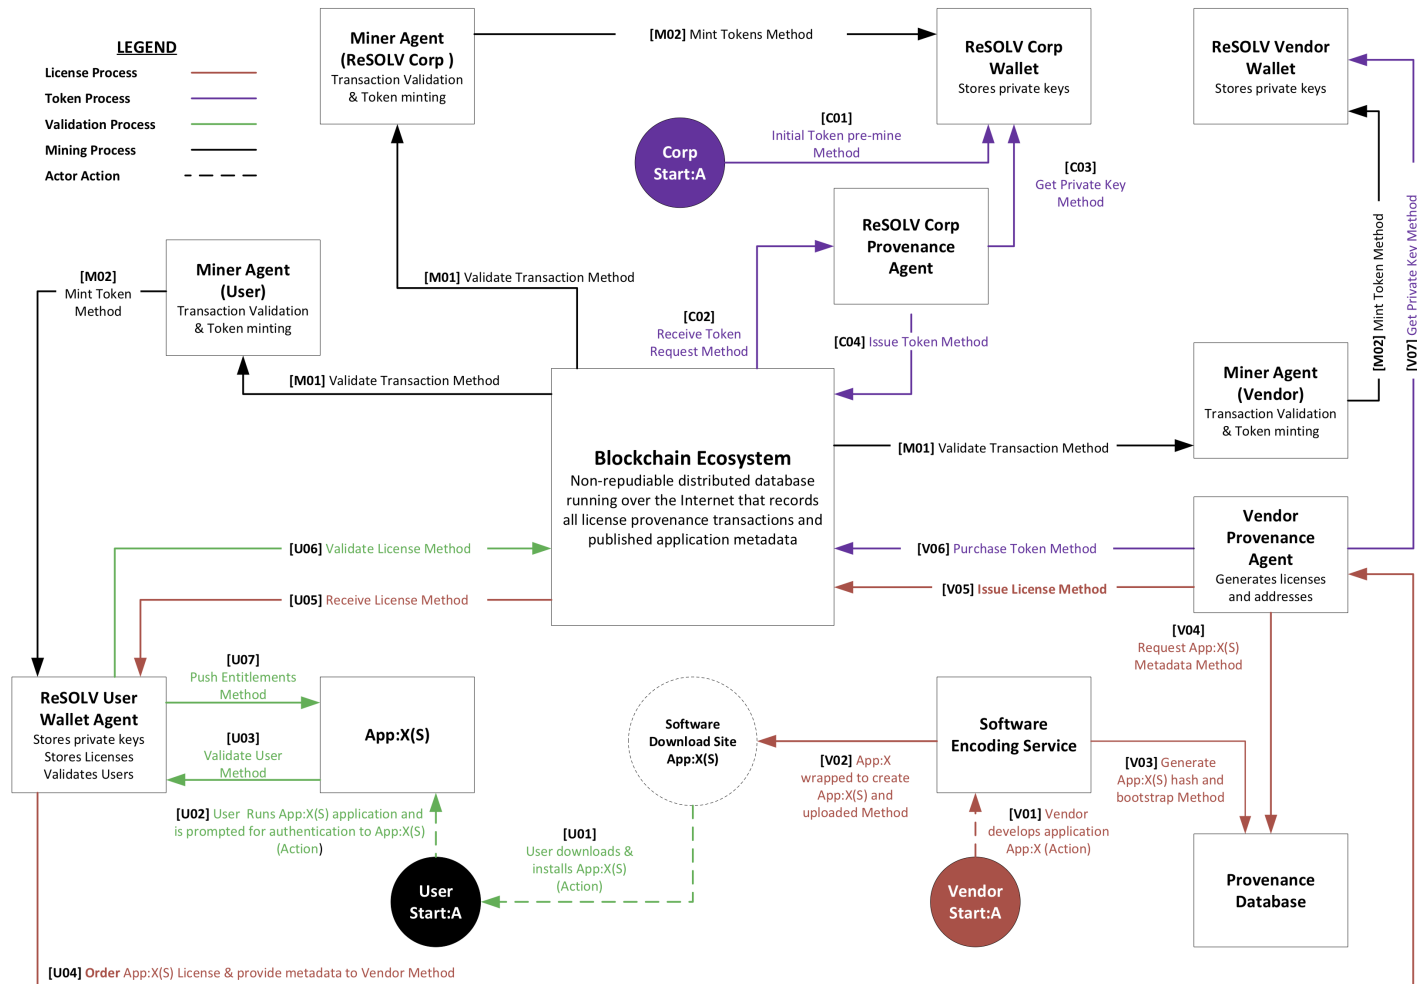 LEGEND
License Process
Token Process
Validation Process
Mining Process
Actor Action
Miner Agent
(ReSOLV Corp )
Transaction Validation
& Token minting
[M02] Mint Tokens Method
ReSOLV Corp
Wallet
Stores private keys
ReSOLV Vendor
Wallet
Stores private keys
Corp
Start:A
[C01]
Initial Token pre-mine
Method
[C03]
Get Private Key
Method
ReSOLV Corp
Provenance
Agent
[M02]
Mint Token
Method
Miner Agent
(User)
Transaction Validation
& Token minting
[M01] Validate Transaction Method
[C02]
Receive Token
Request Method
[C04] Issue Token Method
[M02] Mint Token Method
[V07] Get Private Key Method
[M01] Validate Transaction Method
Miner Agent
(Vendor)
Transaction Validation
& Token minting
Blockchain Ecosystem
Non-repudiable distributed database
running over the Internet that records
all license provenance transactions and
published application metadata
[M01] Validate Transaction Method
[U06] Validate License Method
[U05] Receive License Method
[V06] Purchase Token Method
[V05] Issue License Method
Vendor
Provenance
Agent
Generates licenses
and addresses
[V04]
Request App:X(S)
Metadata Method
ReSOLV User
Wallet Agent
Stores private keys
Stores Licenses
Validates Users
[U07]
Push Entitlements
Method
[U03]
Validate User
Method
App:X(S)
Software
Download Site
App:X(S)
Software
Encoding Service
[V02] App:X
wrapped to create
App:X(S) and
uploaded Method
[V03] Generate
App:X(S) hash and
bootstrap Method
[U02] User  Runs App:X(S) application and
is prompted for authentication to App:X(S)
(Action)
[U01]
User downloads &
installs App:X(S)
(Action)
[V01] Vendor
develops application
App:X (Action)
User
Start:A
Vendor
Start:A
Provenance
Database
[U04] Order App:X(S) License & provide metadata to Vendor Method